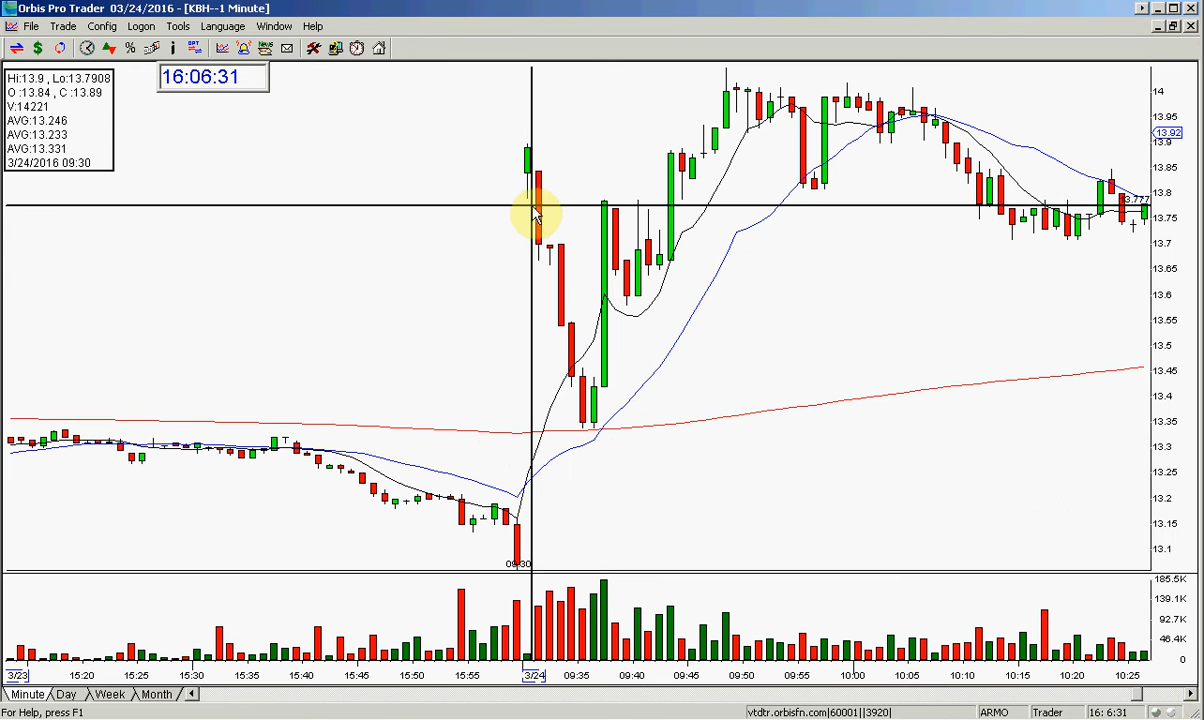 Orbis Pro Trader 03/24/2016 - [KBH--1 Minute]
File Trade Config Logon Tools Language Window Help
Hi:13.9 , Lo:13.7908
O :13.84 , C :13.89
V:14221
AVG:13.246
AVG:13.233
AVG:13.331
3/24/2016 09:30
16:06:31
14
13.95
13.92
13.9
13.85
13.8
13.777
13.75
13.7
13.65
13.6
13.55
13.5
13.45
13.4
13.35
13.3
13.25
13.2
13.15
13.1
09:30
185.5K
139.1K
92.7K
46.4K
0
3/23 15:20 15:25 15:30 15:35 15:40 15:45 15:50 15:55 3/24 09:35 09:40 09:45 09:50 09:55 10:00 10:05 10:10 10:15 10:20 10:25
Minute Day Week Month
For Help, press F1 vtdtr.orbisfn.com|60001||3920| ARMO Trader 16: 6:31